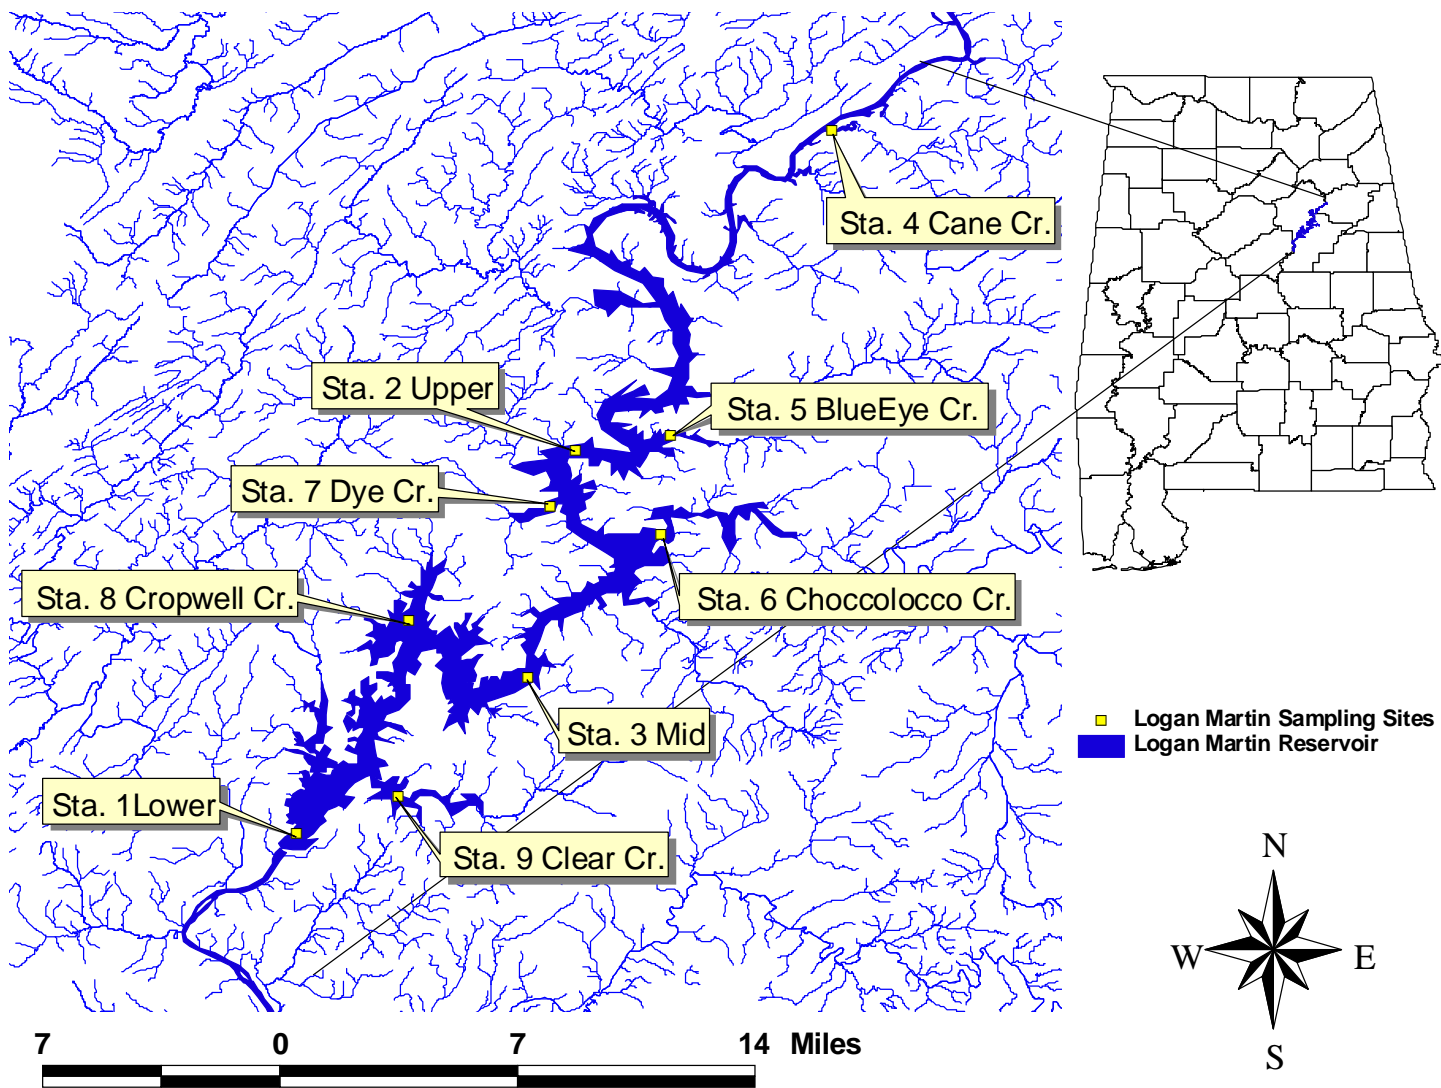 Sta. 4 Cane Cr.
Sta. 2 Upper
Sta. 5 BlueEye Cr.
Sta. 7 Dye Cr.
Sta. 8 Cropwell Cr.
Sta. 6 Choccolocco Cr.
Sta. 3 Mid
Sta. 1Lower
Sta. 9 Clear Cr.
Logan Martin Sampling Sites
Logan Martin Reservoir
N
W E
S
7 0 7 14 Miles